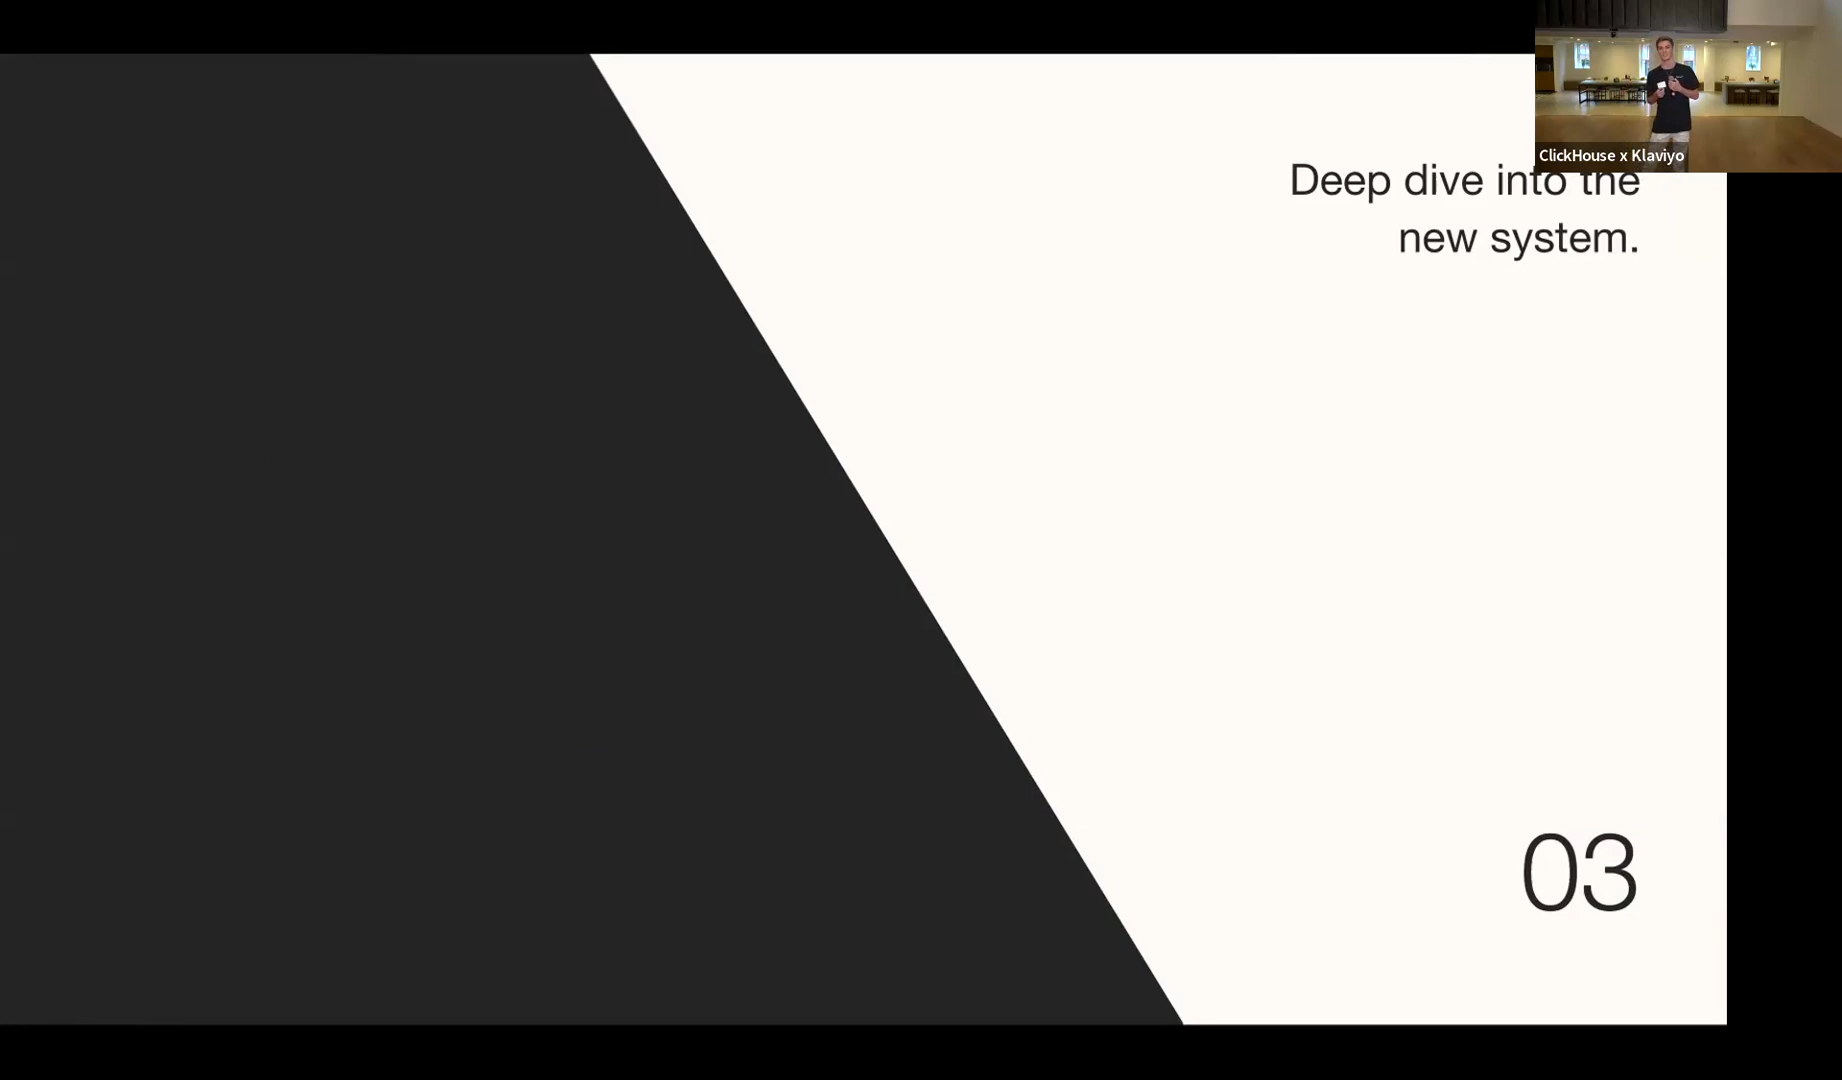 ClickHouse x Klaviyo
Deep dive into the
new system.
03